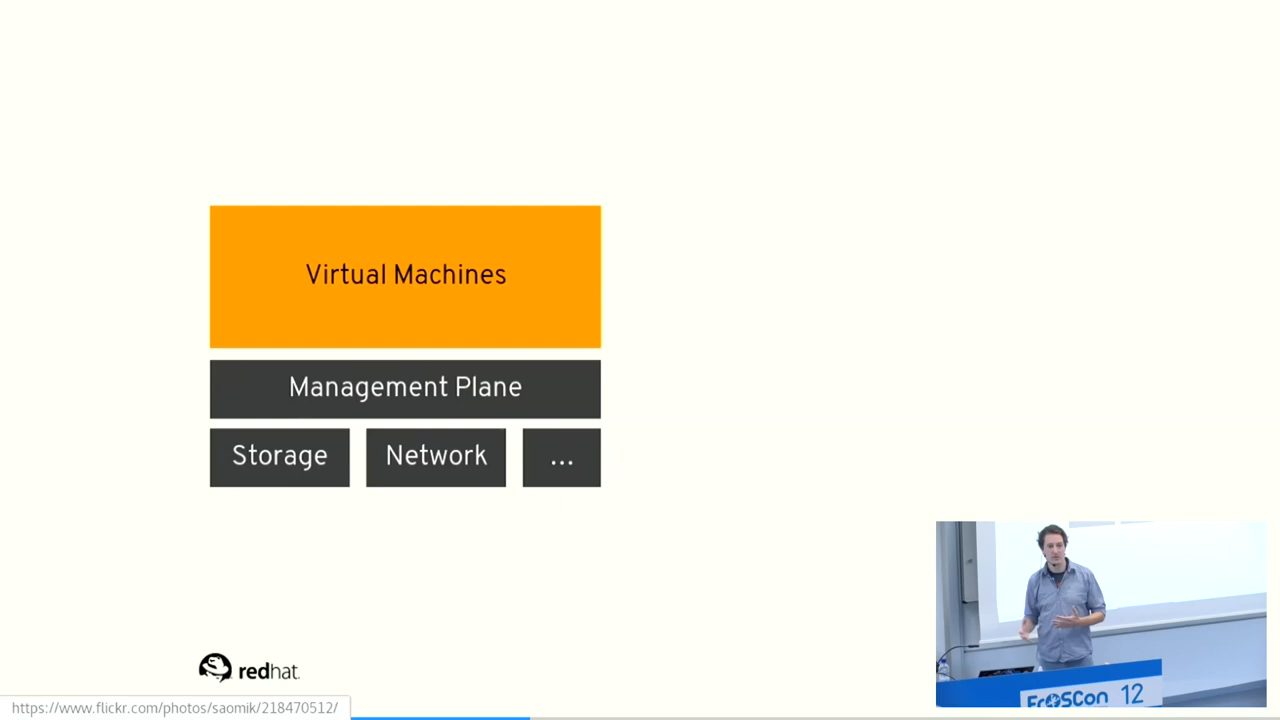 Virtual Machines
Management Plane
Storage
Network
...
redhat.
https://www.flickr.com/photos/saomik/218470512/
FrOSCon 12